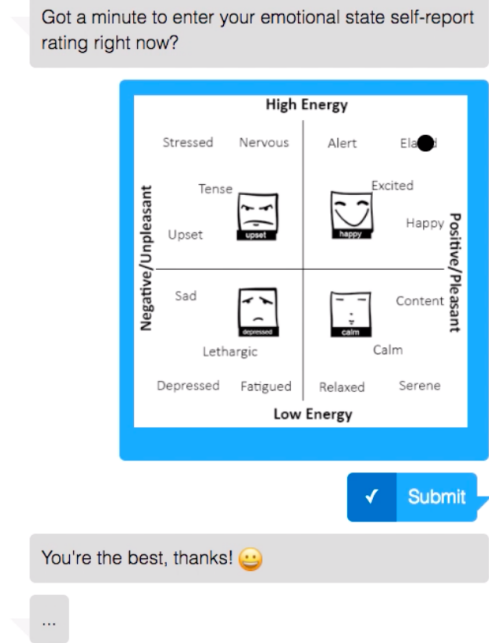 Got a minute to enter your emotional state self-report
rating right now?
High Energy
Stressed Nervous Alert
Tense Excited
upset happy
Upset Happy
Negative/Unpleasant
Positive/Pleasant
Sad Content
depressed calm
Lethargic Calm
Depressed Fatigued Relaxed Serene
Low Energy
✓ Submit
You're the best, thanks! 😀
...